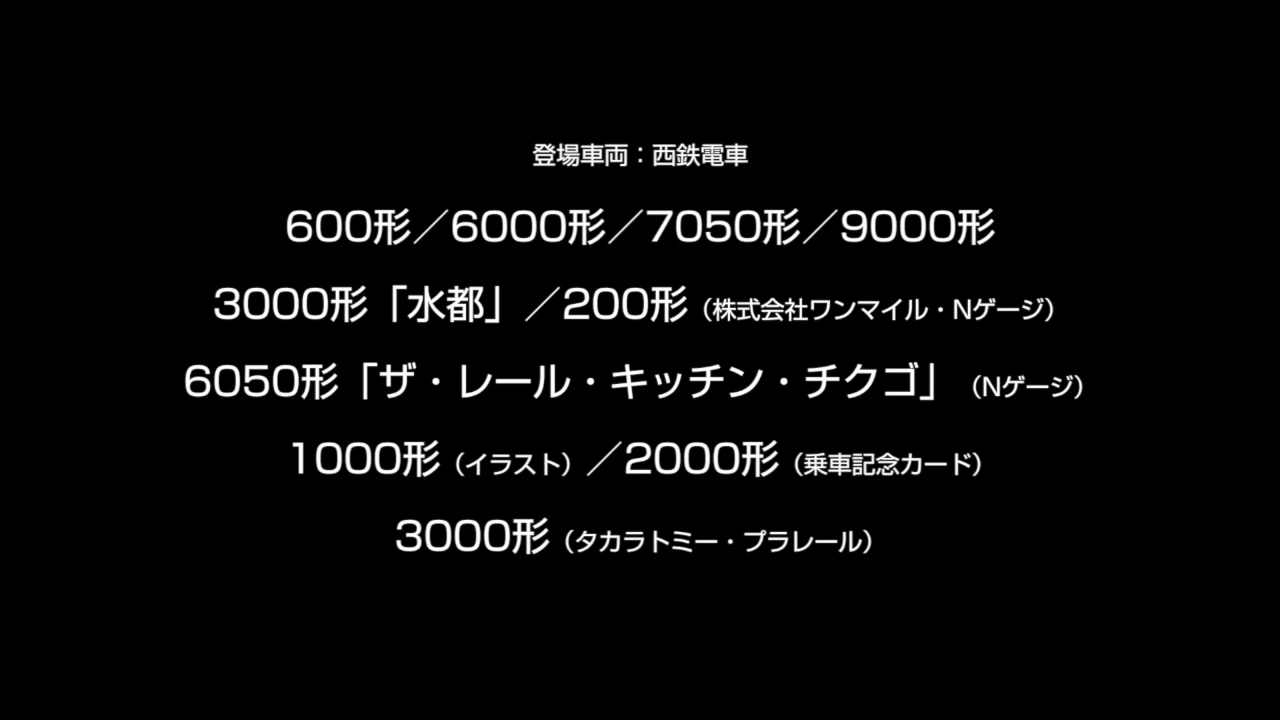 登場車両：西鉄電車
600形／6000形／7050形／9000形
3000形「水都」／200形（株式会社ワンマイル・Nゲージ）
6050形「ザ・レール・キッチン・チクゴ」（Nゲージ）
1000形（イラスト）／2000形（乗車記念カード）
3000形（タカラトミー・プラレール）